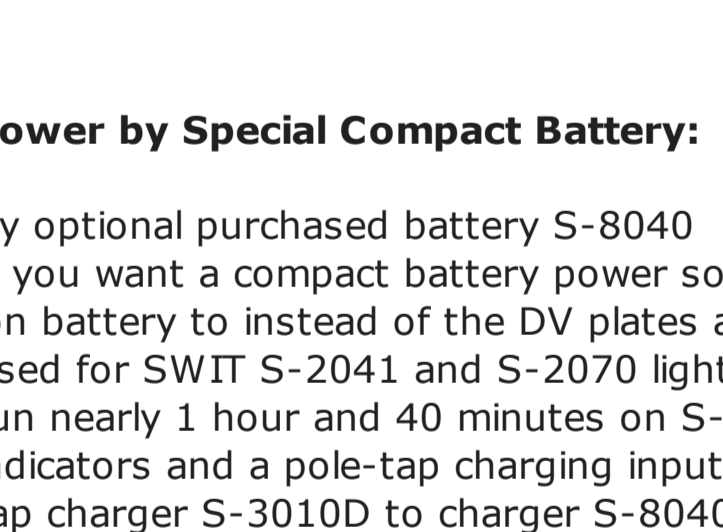 ower by Special Compact Battery:
y optional purchased battery S-8040
you want a compact battery power so
n battery to instead of the DV plates a
sed for SWIT S-2041 and S-2070 light
un nearly 1 hour and 40 minutes on S-
dicators and a pole-tap charging input
ap charger S-3010D to charger S-8040